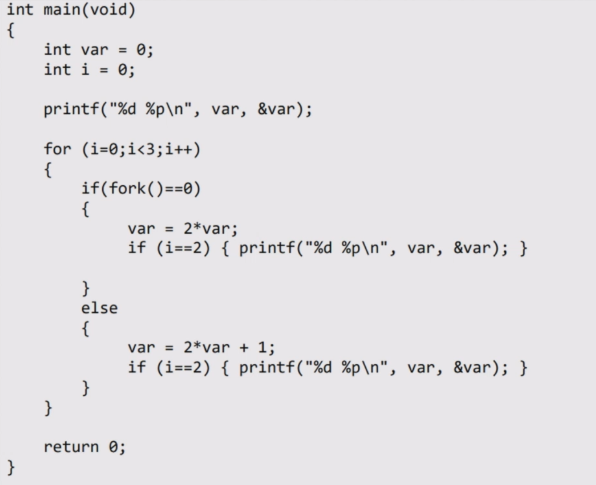 int main(void)
{
    int var = 0;
    int i = 0;

    printf("%d %p\n", var, &var);

    for (i=0;i<3;i++)
    {
        if(fork()==0)
        {
             var = 2*var;
             if (i==2) { printf("%d %p\n", var, &var); }

        }
        else
        {
             var = 2*var + 1;
             if (i==2) { printf("%d %p\n", var, &var); }
        }
    }

    return 0;
}